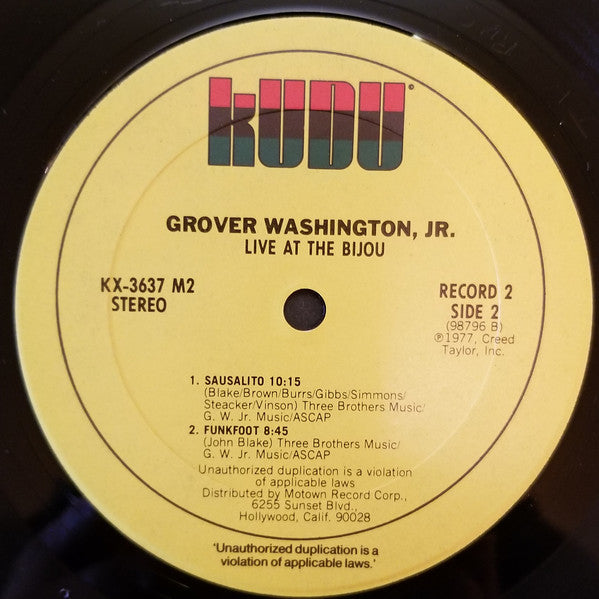 KUDU®
GROVER WASHINGTON, JR.
LIVE AT THE BIJOU
KX-3637 M2
STEREO
RECORD 2
SIDE 2
(98796 B)
℗1977, Creed
Taylor, Inc.
1. SAUSALITO 10:15
(Blake/Brown/Burrs/Gibbs/Simmons/
Steacker/Vinson) Three Brothers Music/
G. W. Jr. Music/ASCAP
2. FUNKFOOT 8:45
(John Blake) Three Brothers Music/
G. W. Jr. Music/ASCAP
Unauthorized duplication is a violation
of applicable laws
Distributed by Motown Record Corp.,
6255 Sunset Blvd.,
Hollywood, Calif. 90028
'Unauthorized duplication is a
violation of applicable laws.'